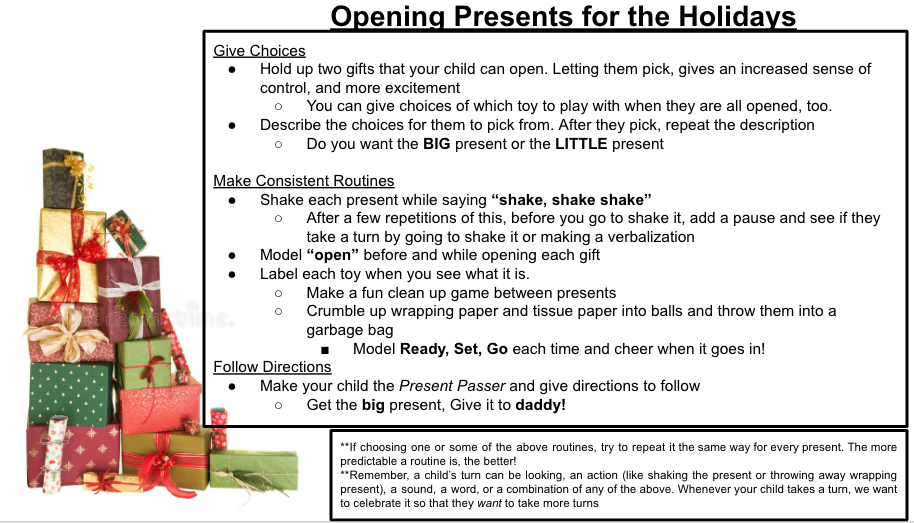 Opening Presents for the Holidays
Give Choices
● Hold up two gifts that your child can open. Letting them pick, gives an increased sense of
control, and more excitement
○ You can give choices of which toy to play with when they are all opened, too.
● Describe the choices for them to pick from. After they pick, repeat the description
○ Do you want the BIG present or the LITTLE present
Make Consistent Routines
● Shake each present while saying “shake, shake shake”
○ After a few repetitions of this, before you go to shake it, add a pause and see if they
take a turn by going to shake it or making a verbalization
● Model “open” before and while opening each gift
● Label each toy when you see what it is.
○ Make a fun clean up game between presents
○ Crumble up wrapping paper and tissue paper into balls and throw them into a
garbage bag
■ Model Ready, Set, Go each time and cheer when it goes in!
Follow Directions
● Make your child the Present Passer and give directions to follow
○ Get the big present, Give it to daddy!
**If choosing one or some of the above routines, try to repeat it the same way for every present. The more
predictable a routine is, the better!
**Remember, a child’s turn can be looking, an action (like shaking the present or throwing away wrapping
present), a sound, a word, or a combination of any of the above. Whenever your child takes a turn, we want
to celebrate it so that they want to take more turns